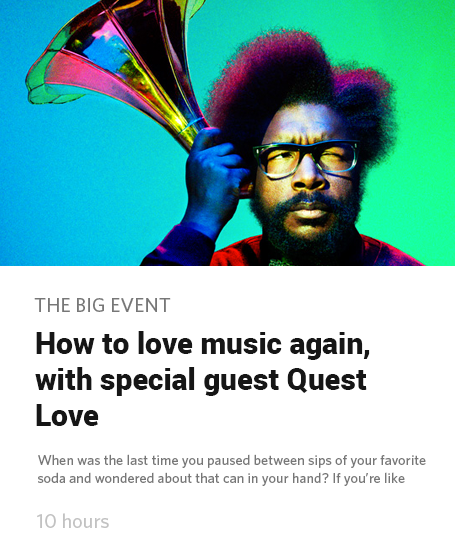 THE BIG EVENT
How to love music again,
with special guest Quest
Love
When was the last time you paused between sips of your favorite
soda and wondered about that can in your hand? If you’re like
10 hours